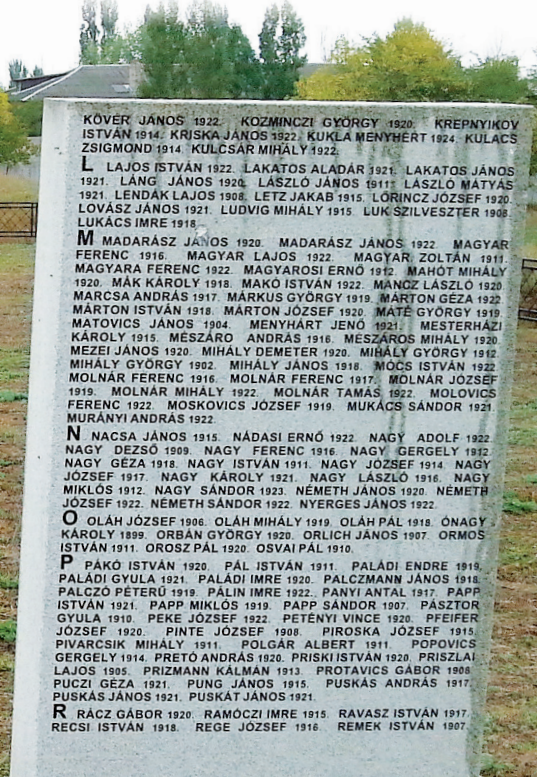 KÖVÉR JÁNOS 1922. KOZMINCZI GYÖRGY 1920. KREPNYIKOV
ISTVÁN 1914. KRISKA JÁNOS 1922. KUKLA MENYHÉRT 1924. KULACS
ZSIGMOND 1914. KULCSÁR MIHÁLY 1922.
L LAJOS ISTVÁN 1922. LAKATOS ALADÁR 1921. LAKATOS JÁNOS
1921. LÁNG JÁNOS 1920. LÁSZLÓ JÁNOS 1911. LÁSZLÓ MÁTYÁS
1921. LENDÁK LAJOS 1908. LETZ JAKAB 1915. LŐRINCZ JÓZSEF 1920.
LOVÁSZ JÁNOS 1921. LUDVIG MIHÁLY 1915. LUK SZILVESZTER 1908.
LUKÁCS IMRE 1918.
M MADARÁSZ JÁNOS 1920. MADARÁSZ JÁNOS 1922. MAGYAR
FERENC 1916. MAGYAR LAJOS 1922. MAGYAR ZOLTÁN 1911.
MAGYARA FERENC 1922. MAGYAROSI ERNŐ 1912. MAHÓT MIHÁLY
1920. MÁK KÁROLY 1918. MAKÓ ISTVÁN 1922. MANCZ LÁSZLÓ 1920.
MARCSA ANDRÁS 1917. MÁRKUS GYÖRGY 1919. MÁRTON GÉZA 1922.
MÁRTON ISTVÁN 1918. MÁRTON JÓZSEF 1920. MÁTÉ GYÖRGY 1919.
MATOVICS JÁNOS 1904. MENYHÁRT JENŐ 1921. MESTERHÁZI
KÁROLY 1915. MÉSZÁRO ANDRÁS 1916. MÉSZÁROS MIHÁLY 1920.
MEZEI JÁNOS 1920. MIHÁLY DEMETER 1920. MIHÁLY GYÖRGY 1912.
MIHÁLY GYÖRGY 1902. MIHÁLY JÁNOS 1918. MÓCS ISTVÁN 1922.
MOLNÁR FERENC 1916. MOLNÁR FERENC 1917. MOLNÁR JÓZSEF
1919. MOLNÁR MIHÁLY 1922. MOLNÁR TAMÁS 1922. MOLOVICS
FERENC 1922. MOSKOVICS JÓZSEF 1919. MUKÁCS SÁNDOR 1921.
MURÁNYI ANDRÁS 1922.
N NACSA JÁNOS 1915. NÁDASI ERNŐ 1922. NAGY ADOLF 1922.
NAGY DEZSŐ 1909. NAGY FERENC 1916. NAGY GERGELY 1912.
NAGY GÉZA 1918. NAGY ISTVÁN 1911. NAGY JÓZSEF 1914. NAGY
JÓZSEF 1917. NAGY KÁROLY 1921. NAGY LÁSZLÓ 1916. NAGY
MIKLÓS 1912. NAGY SÁNDOR 1923. NÉMETH JÁNOS 1920. NÉMETH
JÓZSEF 1922. NÉMETH SÁNDOR 1922. NYERGES JÁNOS 1922.
O OLÁH JÓZSEF 1906. OLÁH MIHÁLY 1919. OLÁH PÁL 1918. ÓNAGY
KÁROLY 1899. ORBÁN GYÖRGY 1920. ORLICH JÁNOS 1907. ORMOS
ISTVÁN 1911. OROSZ PÁL 1920. OSVAI PÁL 1910.
P PÁKÓ ISTVÁN 1920. PÁL ISTVÁN 1911. PALÁDI ENDRE 1919.
PALÁDI GYULA 1921. PALÁDI IMRE 1920. PALCZMANN JÁNOS 1918.
PALCZÓ PÉTERŰ 1919. PÁLIN IMRE 1922. PANYI ANTAL 1917. PAPP
ISTVÁN 1921. PAPP MIKLÓS 1919. PAPP SÁNDOR 1907. PÁSZTOR
GYULA 1910. PEKE JÓZSEF 1922. PETÉNYI VINCE 1920. PFEIFER
JÓZSEF 1920. PINTE JÓZSEF 1908. PIROSKA JÓZSEF 1915.
PIVARCSIK MIHÁLY 1911. POLGÁR ALBERT 1911. POPOVICS
GERGELY 1914. PRETÓ ANDRÁS 1920. PRISKI ISTVÁN 1920. PRISZLAI
LAJOS 1905. PRIZMANN KÁLMÁN 1913. PROTAVICS GÁBOR 1908.
PUCZI GÉZA 1921. PUNG JÁNOS 1915. PUSKÁS ANDRÁS 1917.
PUSKÁS JÁNOS 1921. PUSKÁT JÁNOS 1921.
R RÁCZ GÁBOR 1920. RAMÓCZI IMRE 1915. RAVASZ ISTVÁN 1917.
RECSI ISTVÁN 1918. REGE JÓZSEF 1916. REMEK ISTVÁN 1907.